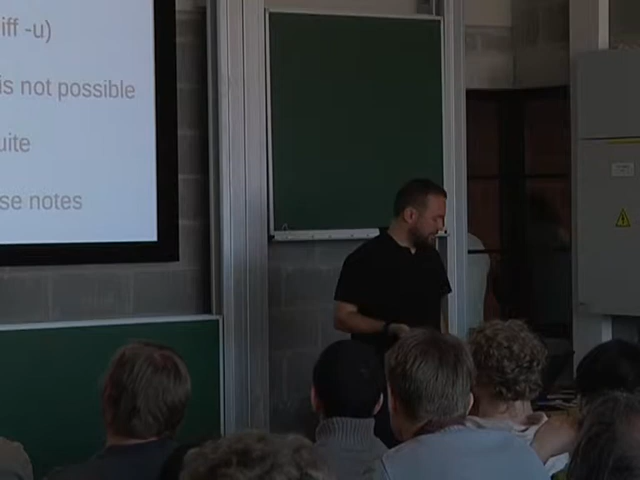 iff -u)
is not possible
uite
se notes